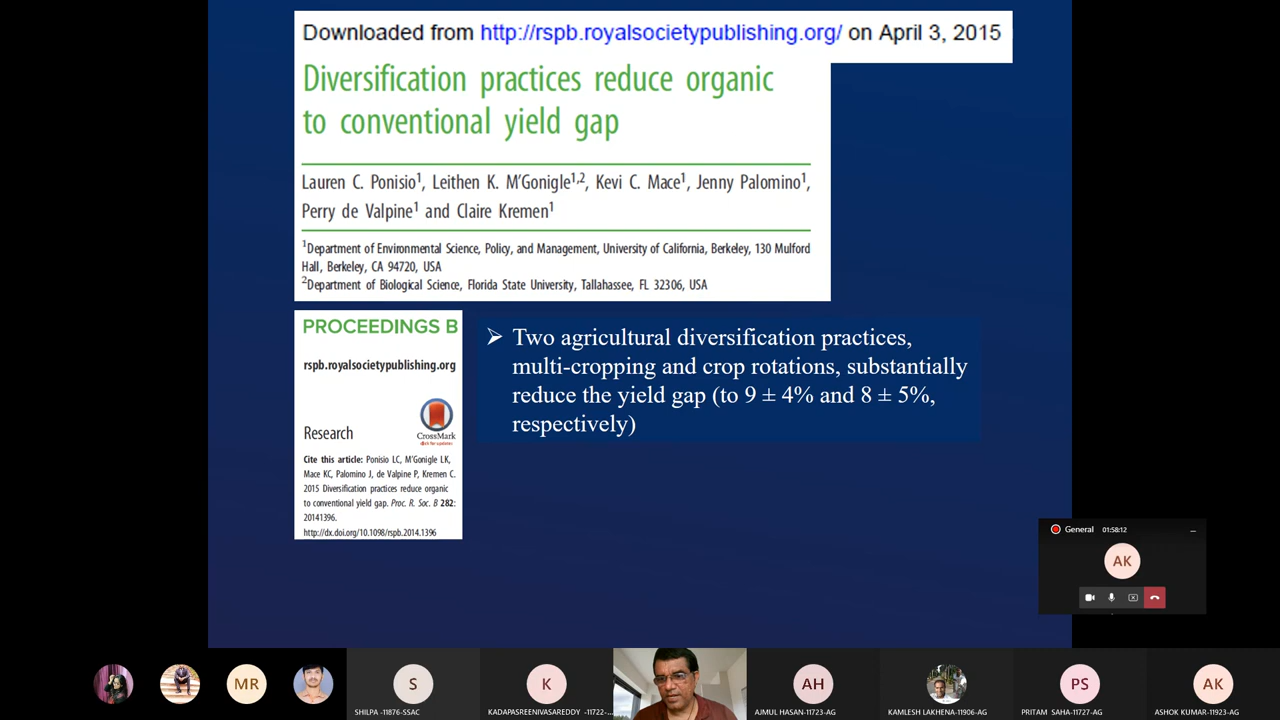 Downloaded from http://rspb.royalsocietypublishing.org/ on April 3, 2015
Diversification practices reduce organic
to conventional yield gap
Lauren C. Ponisio1, Leithen K. M'Gonigle1,2, Kevi C. Mace1, Jenny Palomino1,
Perry de Valpine1 and Claire Kremen1
1Department of Environmental Science, Policy, and Management, University of California, Berkeley, 130 Mulford
Hall, Berkeley, CA 94720, USA
2Department of Biological Science, Florida State University, Tallahassee, FL 32306, USA
PROCEEDINGS B
rspb.royalsocietypublishing.org
Research
CrossMark
click for updates
Cite this article: Ponisio LC, M'Gonigle LK,
Mace KC, Palomino J, de Valpine P, Kremen C.
2015 Diversification practices reduce organic
to conventional yield gap. Proc. R. Soc. B 282:
20141396.
http://dx.doi.org/10.1098/rspb.2014.1396
➢ Two agricultural diversification practices,
multi-cropping and crop rotations, substantially
reduce the yield gap (to 9 ± 4% and 8 ± 5%,
respectively)
General 01:58:12
AK
MR
S
SHILPA -11876-SSAC
K
KADAPASREENIVASAREDDY -11722-...
AH
AJMUL HASAN-11723-AG
KAMLESH LAKHENA-11906-AG
PS
PRITAM SAHA-11727-AG
AK
ASHOK KUMAR-11923-AG